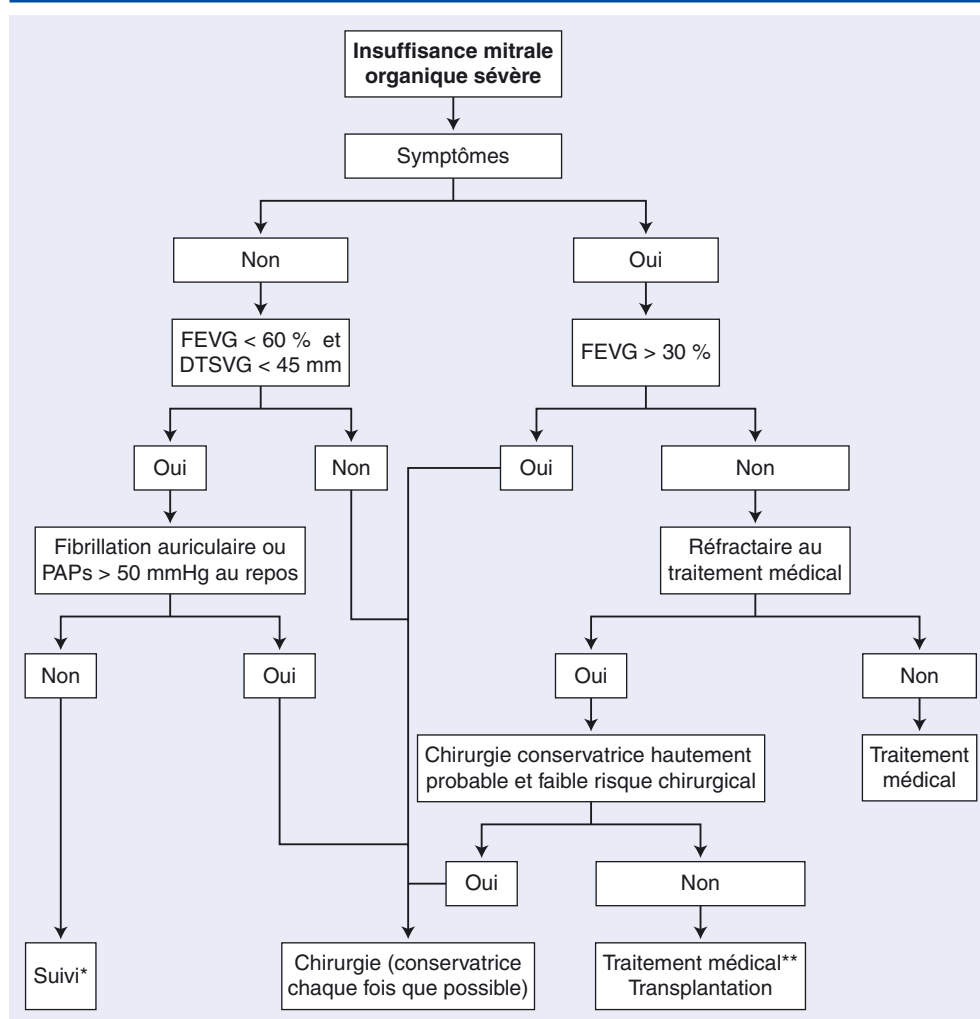 Insuffisance mitrale
organique sévère
Symptômes
Non
Oui
FEVG < 60 % et
DTSVG < 45 mm
FEVG > 30 %
Oui
Non
Oui
Non
Fibrillation auriculaire ou
PAPs > 50 mmHg au repos
Réfractaire au
traitement médical
Non
Oui
Oui
Non
Chirurgie conservatrice hautement
probable et faible risque chirurgical
Traitement
médical
Oui
Non
Suivi*
Chirurgie (conservatrice
chaque fois que possible)
Traitement médical**
Transplantation